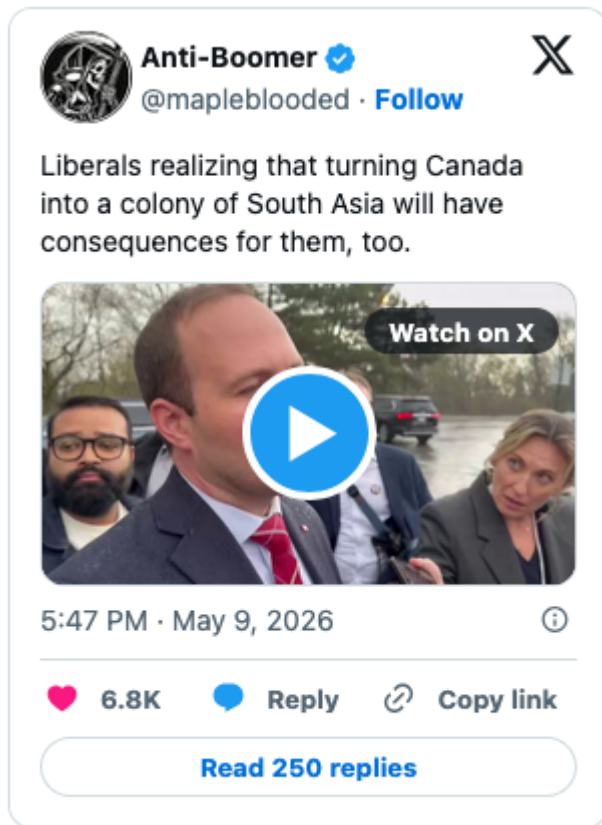 Anti-Boomer
@mapleblooded · Follow
Liberals realizing that turning Canada
into a colony of South Asia will have
consequences for them, too.
Watch on X
5:47 PM · May 9, 2026
6.8K Reply Copy link
Read 250 replies